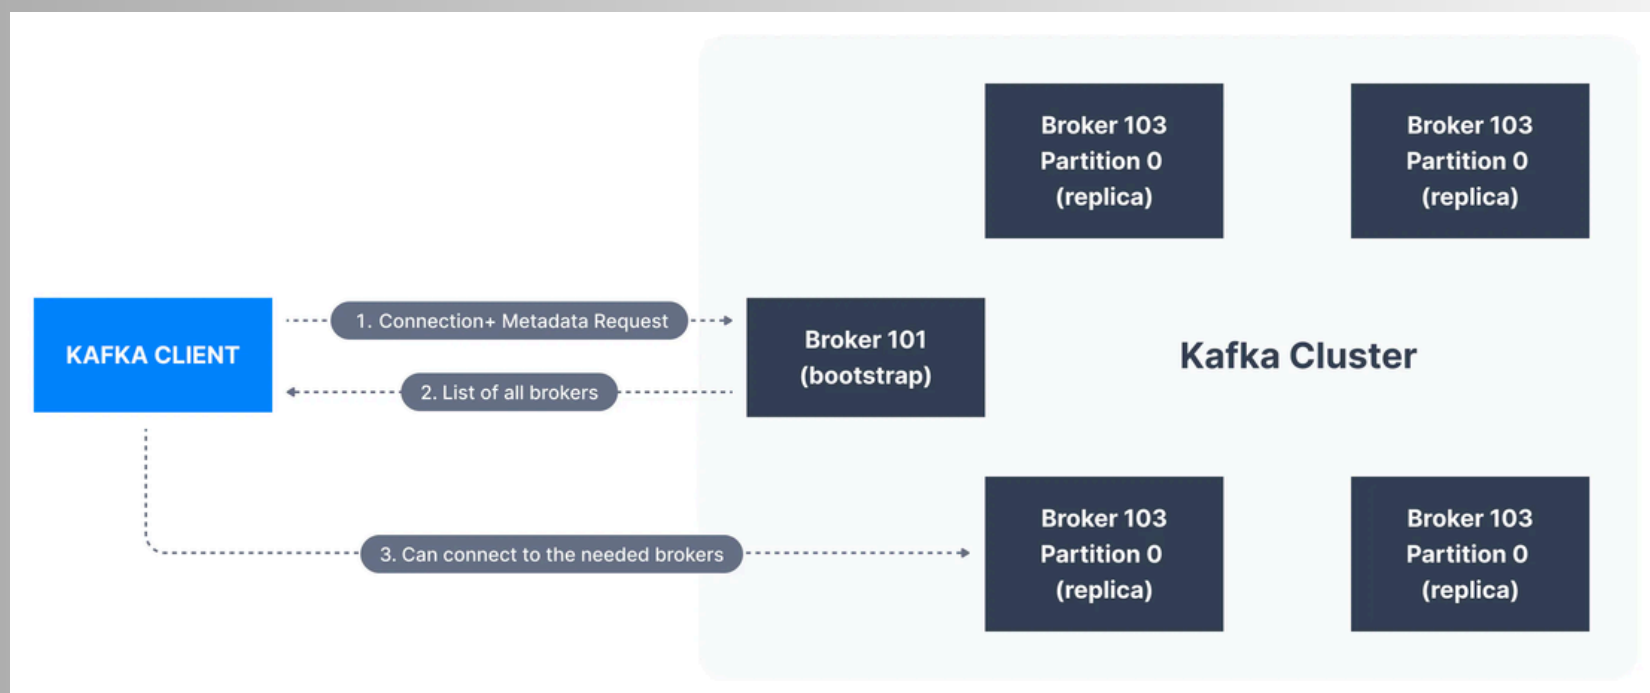 Broker 103
Partition 0
(replica)
Broker 103
Partition 0
(replica)
KAFKA CLIENT
1. Connection+ Metadata Request
2. List of all brokers
Broker 101
(bootstrap)
Kafka Cluster
3. Can connect to the needed brokers
Broker 103
Partition 0
(replica)
Broker 103
Partition 0
(replica)